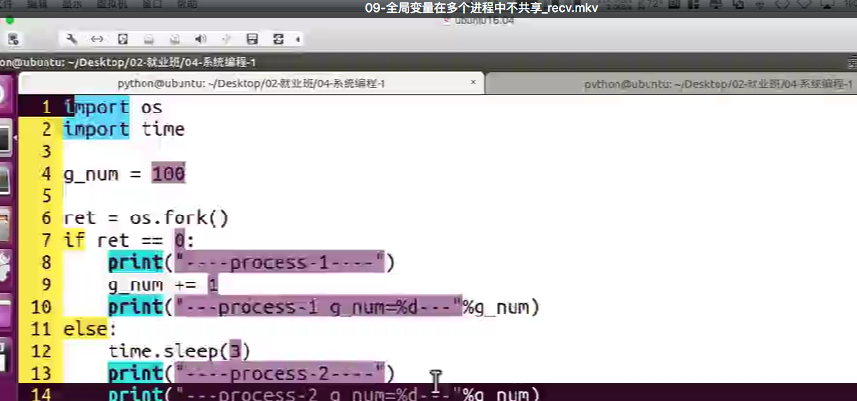 09-全局变量在多个进程中不共享_recv.mkv
ubuntu16.04
on@ubuntu: ~/Desktop/02-就业班/04-系统编程-1
python@ubuntu: ~/Desktop/02-就业班/04-系统编程-1 ×
python@ubuntu: ~/Desktop/02-就业班/04-系统编程-1
1 import os
2 import time
3
4 g_num = 100
5
6 ret = os.fork()
7 if ret == 0:
8 print("----process-1----")
9 g_num += 1
10 print("---process-1 g_num=%d---"%g_num)
11 else:
12 time.sleep(3)
13 print("----process-2----")
14 print("---process-2 g_num=%d---"%g_num)